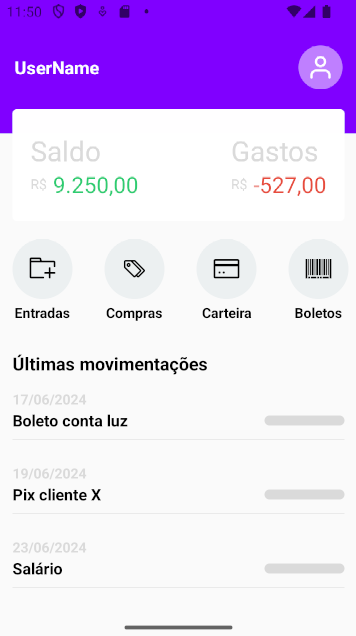 11:50
UserName
Saldo Gastos
R$ 9.250,00 R$ -527,00
Entradas Compras Carteira Boletos
Últimas movimentações
17/06/2024
Boleto conta luz
19/06/2024
Pix cliente X
23/06/2024
Salário